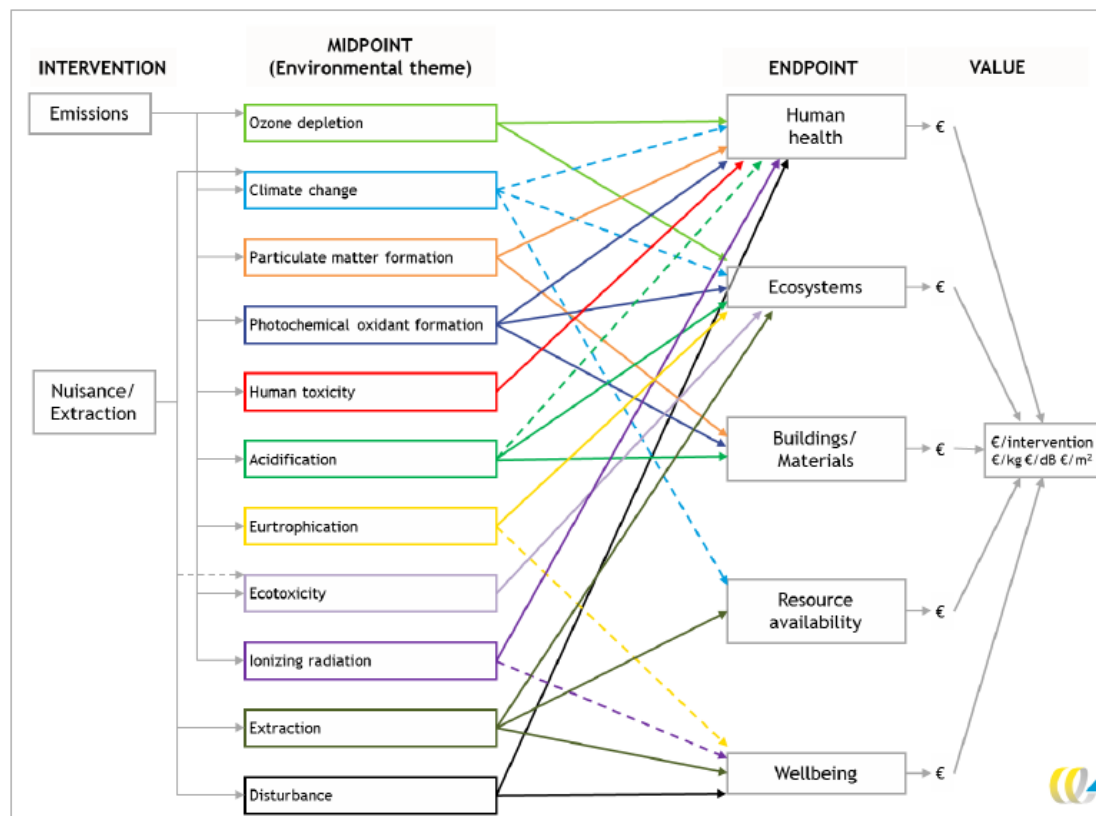 INTERVENTION
MIDPOINT
(Environmental theme)
ENDPOINT
VALUE
Emissions
Nuisance/
Extraction
Ozone depletion
Climate change
Particulate matter formation
Photochemical oxidant formation
Human toxicity
Acidification
Eurtrophication
Ecotoxicity
Ionizing radiation
Extraction
Disturbance
Human
health
Ecosystems
Buildings/
Materials
Resource
availability
Wellbeing
€
€
€
€
€
€/intervention
€/kg €/dB €/m²